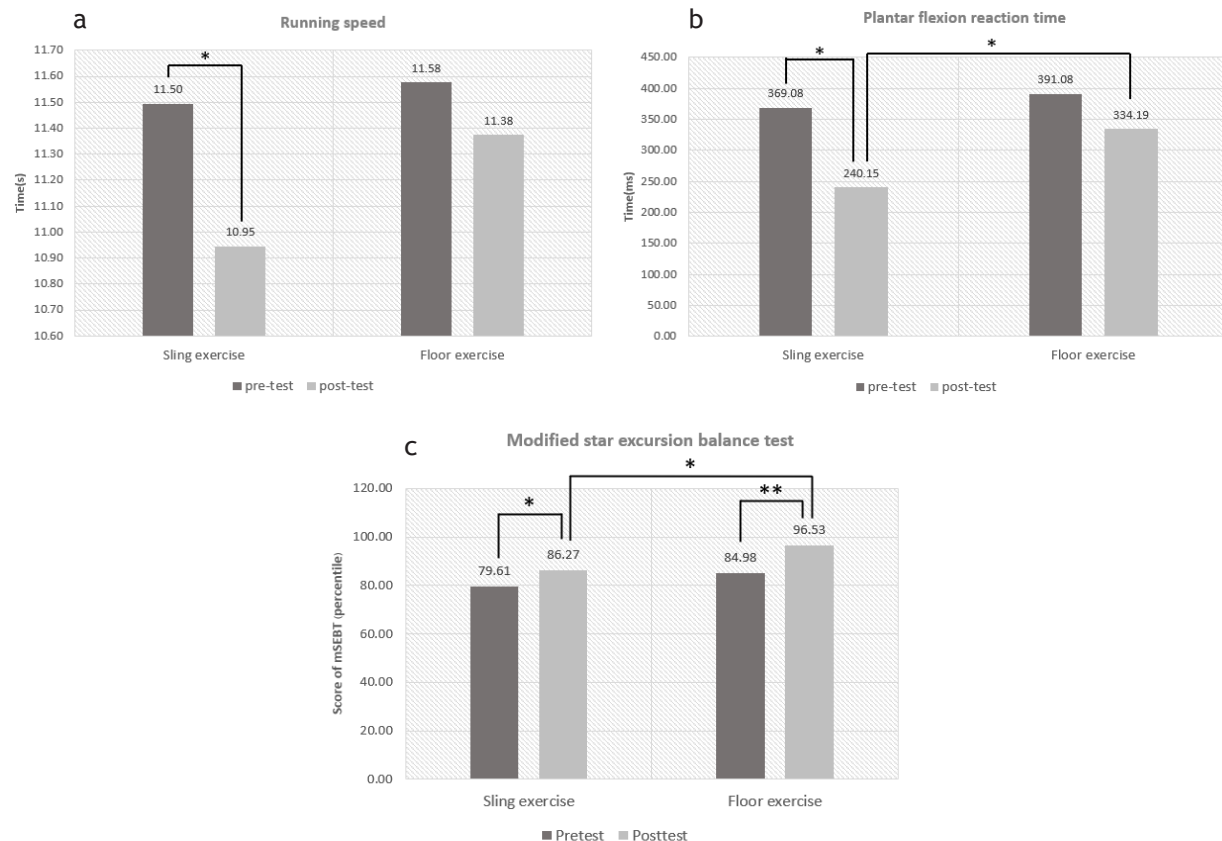 a
Running speed
11.70
11.60
11.50
11.40
11.30
11.20
11.10
11.00
10.90
10.80
10.70
10.60
Time(s)
*
11.50
10.95
11.58
11.38
Sling exercise
Floor exercise
pre-test post-test
b
Plantar flexion reaction time
450.00
400.00
350.00
300.00
250.00
200.00
150.00
100.00
50.00
0.00
Time(ms)
*
*
369.08
240.15
391.08
334.19
Sling exercise
Floor exercise
pre-test post-test
c
Modified star excursion balance test
120.00
100.00
80.00
60.00
40.00
20.00
0.00
Score of mSEBT (percentile)
*
*
**
79.61
86.27
84.98
96.53
Sling exercise
Floor exercise
Pretest Posttest